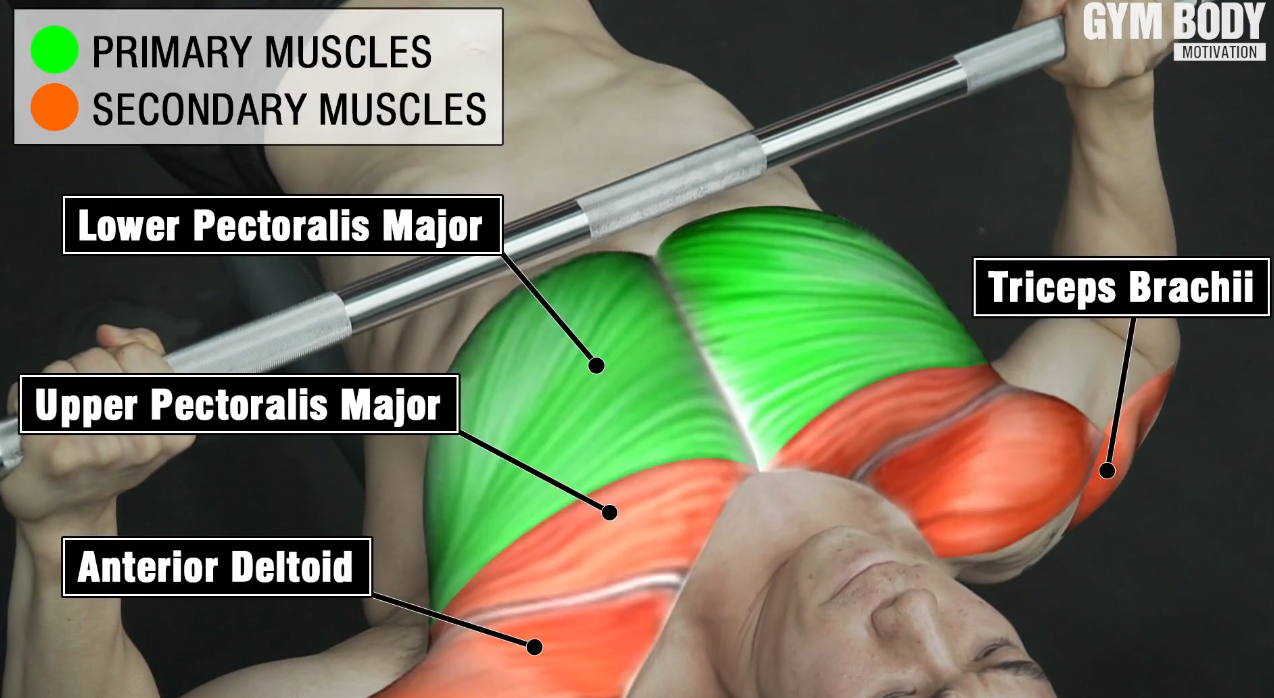 PRIMARY MUSCLES
SECONDARY MUSCLES
GYM BODY
MOTIVATION
Lower Pectoralis Major
Triceps Brachii
Upper Pectoralis Major
Anterior Deltoid